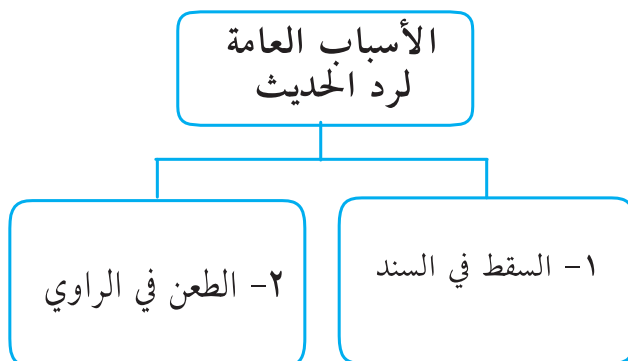 الأسباب العامة
لرد الحديث
١- السقط في السند
٢- الطعن في الراوي